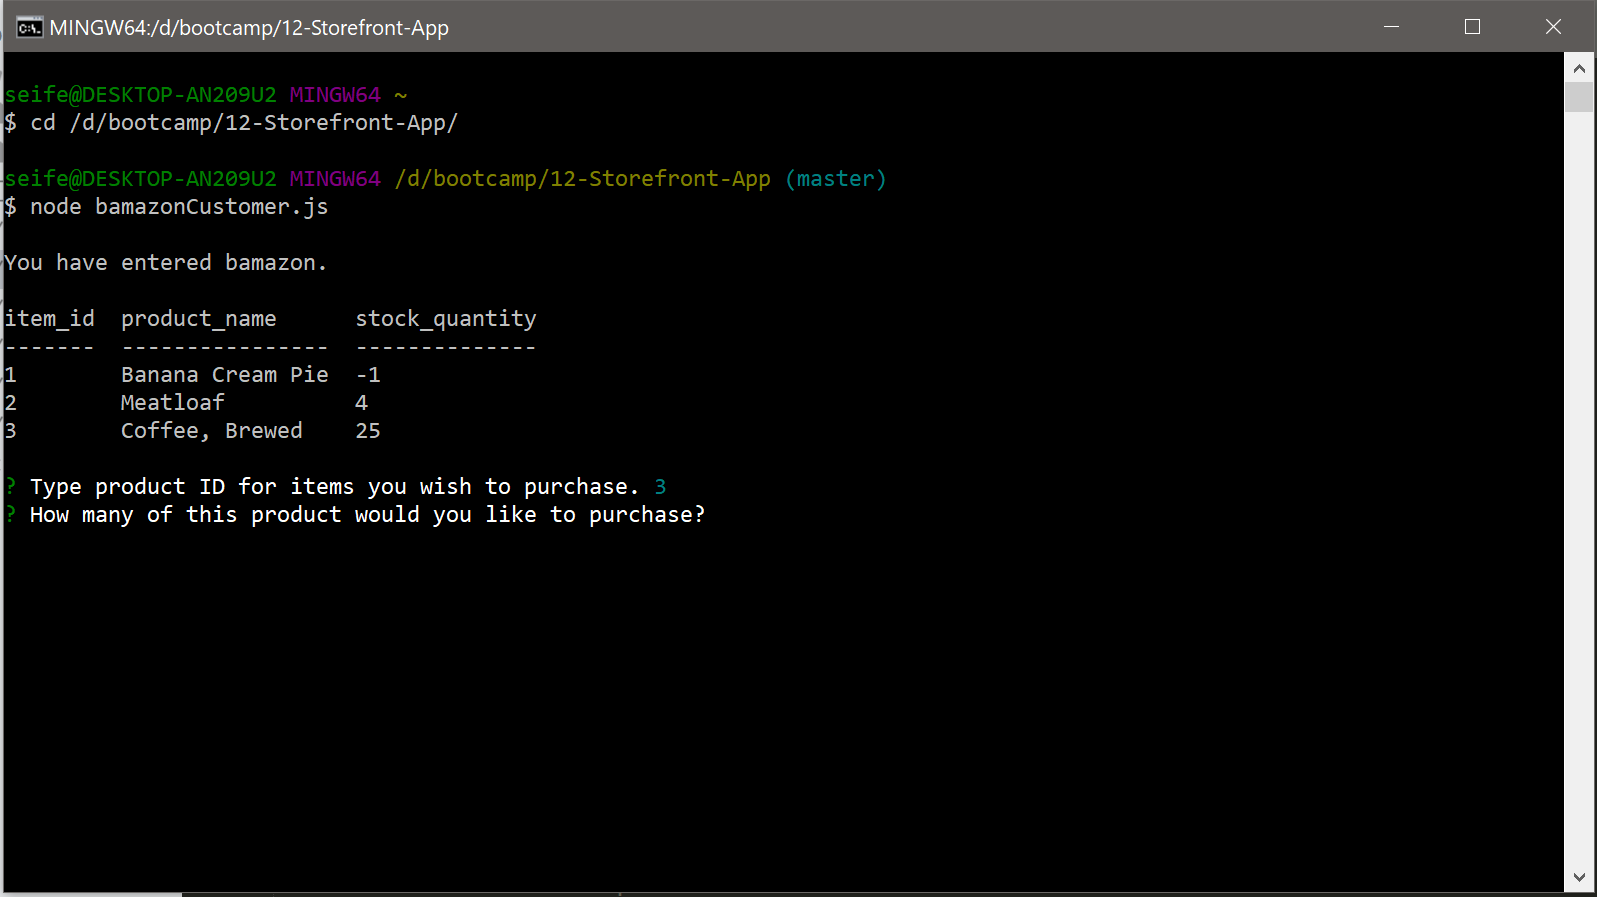 MINGW64:/d/bootcamp/12-Storefront-App
seife@DESKTOP-AN209U2 MINGW64 ~
$ cd /d/bootcamp/12-Storefront-App/
seife@DESKTOP-AN209U2 MINGW64 /d/bootcamp/12-Storefront-App (master)
$ node bamazonCustomer.js
You have entered bamazon.
item_id  product_name      stock_quantity
-------  ----------------  --------------
1        Banana Cream Pie  -1
2        Meatloaf          4
3        Coffee, Brewed    25
? Type product ID for items you wish to purchase. 3
? How many of this product would you like to purchase?